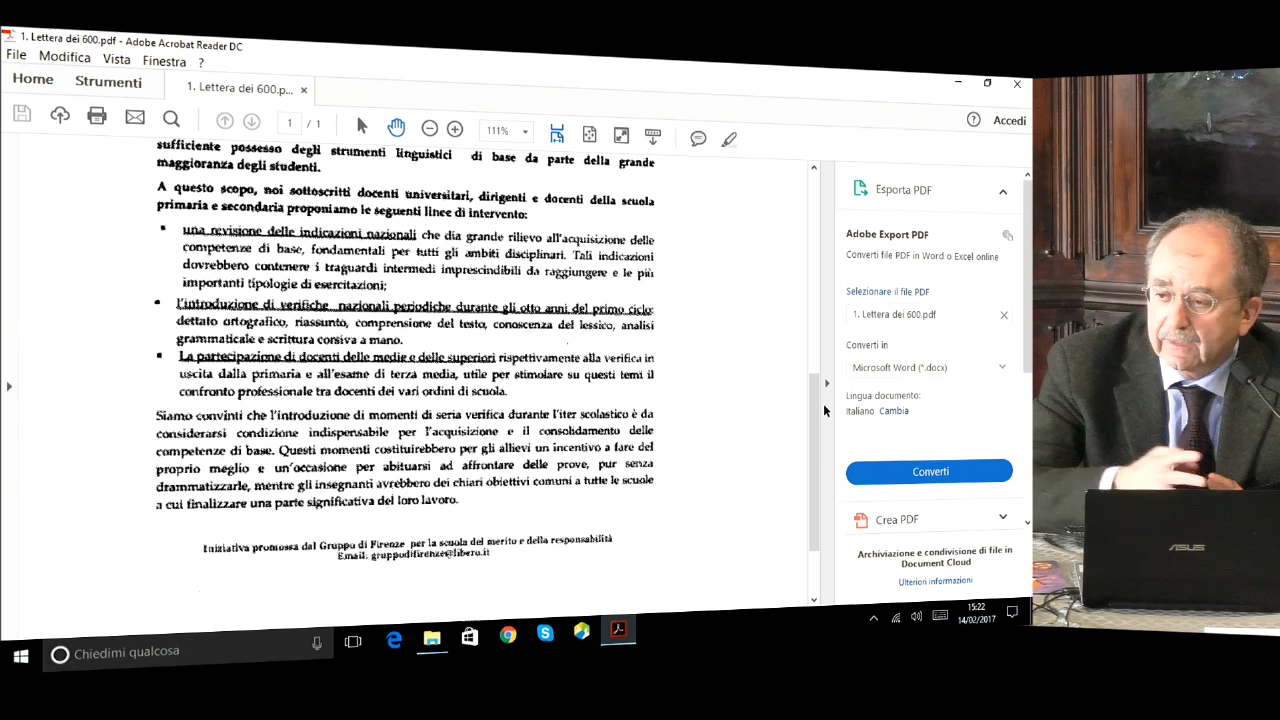 1. Lettera dei 600.pdf - Adobe Acrobat Reader DC
File Modifica Vista Finestra ?
Home Strumenti 1. Lettera dei 600.p... ×
1 / 1 111% Accedi
sufficiente possesso degli strumenti linguistici di base da parte della grande
maggioranza degli studenti.
A questo scopo, noi sottoscritti docenti universitari, dirigenti e docenti della scuola
primaria e secondaria proponiamo le seguenti linee di intervento:
▪ una revisione delle indicazioni nazionali che dia grande rilievo all'acquisizione delle
competenze di base, fondamentali per tutti gli ambiti disciplinari. Tali indicazioni
dovrebbero contenere i traguardi intermedi imprescindibili da raggiungere e le più
importanti tipologie di esercitazioni;
▪ l'introduzione di verifiche nazionali periodiche durante gli otto anni del primo ciclo:
dettato ortografico, riassunto, comprensione del testo, conoscenza del lessico, analisi
grammaticale e scrittura corsiva a mano.
▪ La partecipazione di docenti delle medie e delle superiori rispettivamente alla verifica in
uscita dalla primaria e all'esame di terza media, utile per stimolare su questi temi il
confronto professionale tra docenti dei vari ordini di scuola.
Siamo convinti che l'introduzione di momenti di seria verifica durante l'iter scolastico è da
considerarsi condizione indispensabile per l'acquisizione e il consolidamento delle
competenze di base. Questi momenti costituirebbero per gli allievi un incentivo a fare del
proprio meglio e un'occasione per abituarsi ad affrontare delle prove, pur senza
drammatizzarle, mentre gli insegnanti avrebbero dei chiari obiettivi comuni a tutte le scuole
a cui finalizzare una parte significativa del loro lavoro.
Iniziativa promossa dal Gruppo di Firenze per la scuola del merito e della responsabilità
Email: gruppodifirenze@libero.it
Esporta PDF
Adobe Export PDF
Converti file PDF in Word o Excel online
Selezionare il file PDF
1. Lettera dei 600.pdf
Converti in
Microsoft Word (*.docx)
Lingua documento:
Italiano Cambia
Converti
Crea PDF
Archiviazione e condivisione di file in
Document Cloud
Ulteriori informazioni
Chiedimi qualcosa
15:22
14/02/2017
ASUS